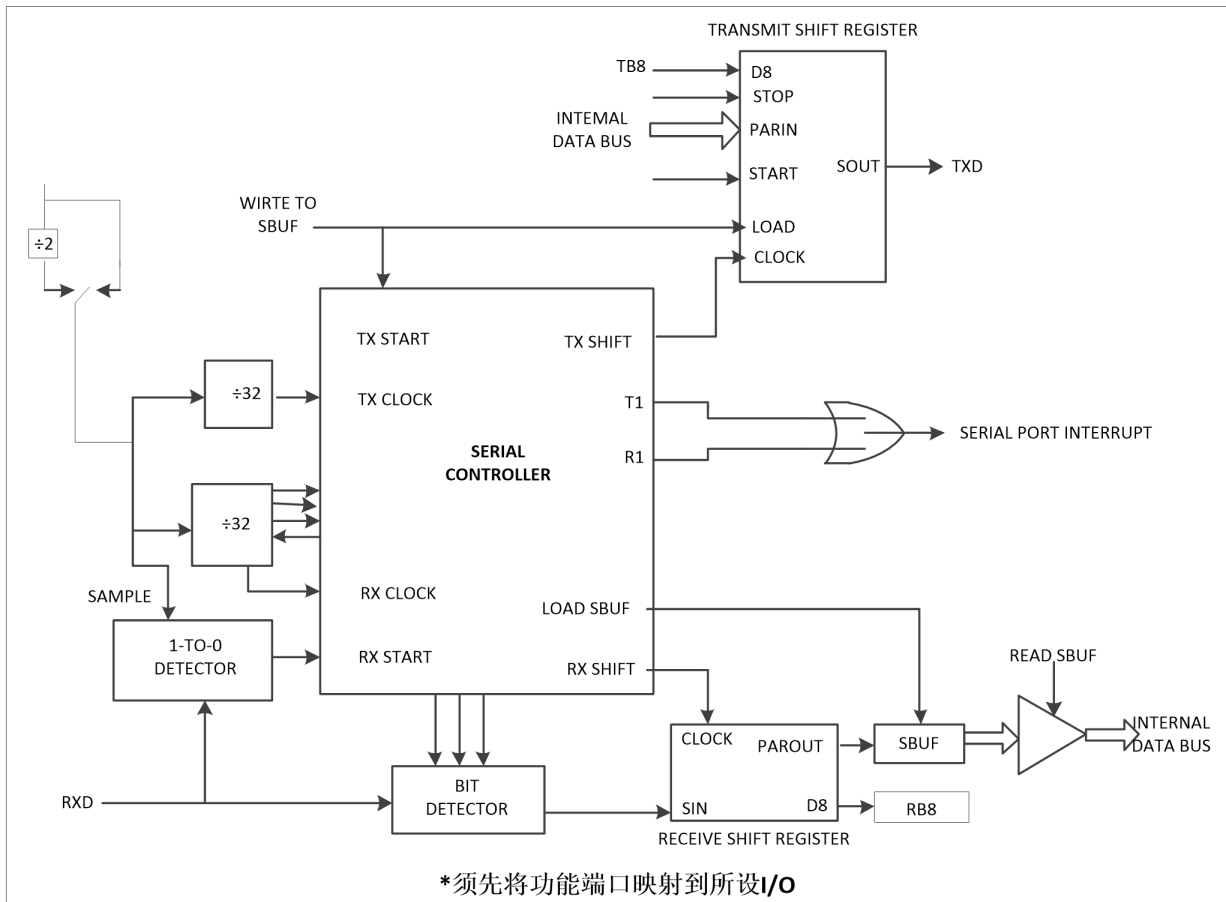 TRANSMIT SHIFT REGISTER
TB8
D8
STOP
INTEMAL
DATA BUS
PARIN
START
SOUT
TXD
WIRTE TO
SBUF
LOAD
CLOCK
÷2
TX START
TX SHIFT
÷32
TX CLOCK
T1
SERIAL PORT INTERRUPT
R1
SERIAL
CONTROLLER
÷32
RX CLOCK
SAMPLE
LOAD SBUF
1-TO-0
DETECTOR
RX START
RX SHIFT
READ SBUF
CLOCK
PAROUT
SBUF
INTERNAL
DATA BUS
RXD
BIT
DETECTOR
SIN
D8
RB8
RECEIVE SHIFT REGISTER
*须先将功能端口映射到所设I/O